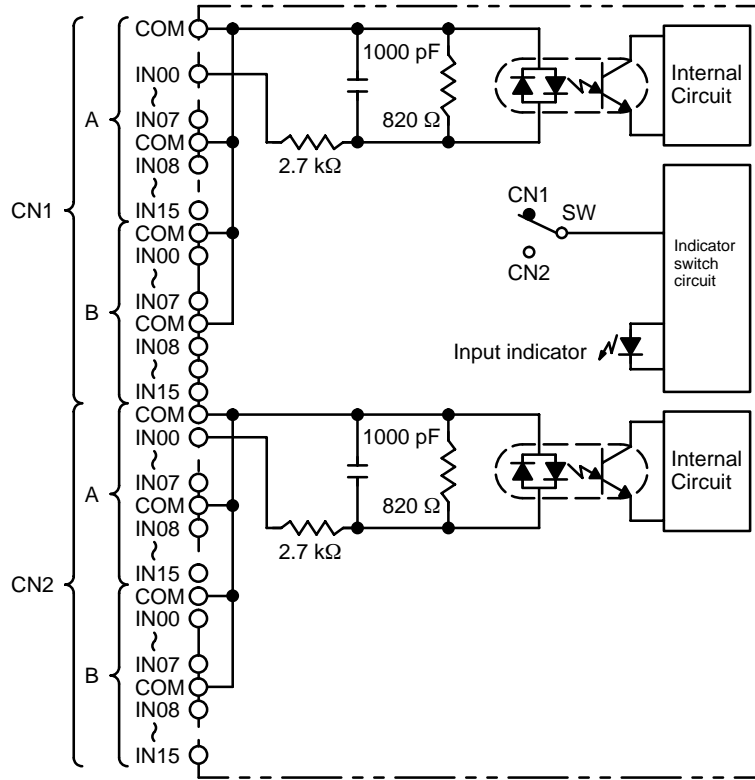 COM
IN00
~
IN07
COM
IN08
~
IN15
COM
IN00
~
IN07
COM
IN08
~
IN15
A
B
CN1
1000 pF
820 Ω
2.7 kΩ
Internal
Circuit
CN1
SW
CN2
Indicator
switch
circuit
Input indicator
COM
IN00
~
IN07
COM
IN08
~
IN15
COM
IN00
~
IN07
COM
IN08
~
IN15
A
B
CN2
1000 pF
820 Ω
2.7 kΩ
Internal
Circuit